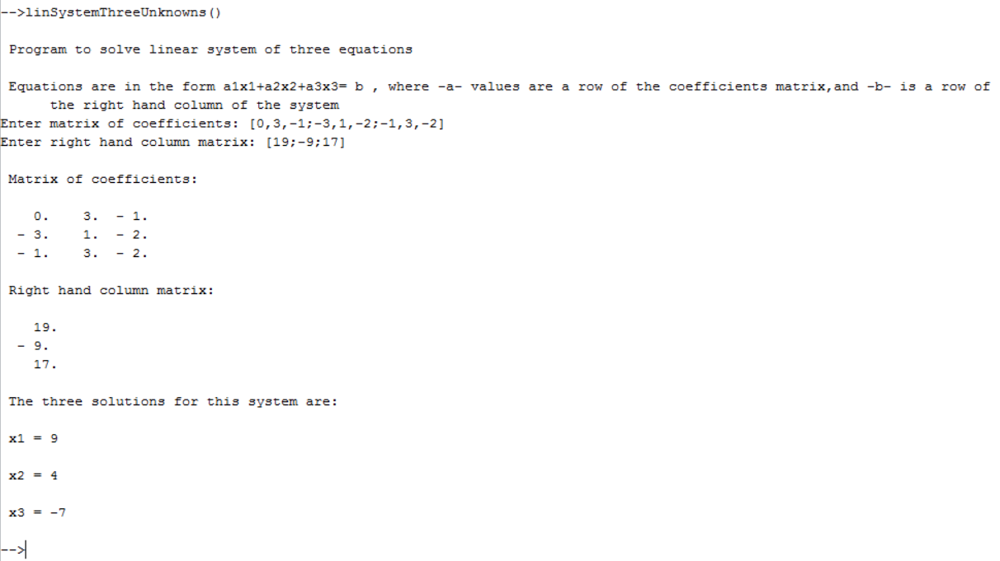 -->linSystemThreeUnknowns()
Program to solve linear system of three equations
Equations are in the form a1x1+a2x2+a3x3= b , where -a- values are a row of the coefficients matrix,and -b- is a row of
the right hand column of the system
Enter matrix of coefficients: [0,3,-1;-3,1,-2;-1,3,-2]
Enter right hand column matrix: [19;-9;17]
Matrix of coefficients:
0. 3. - 1.
- 3. 1. - 2.
- 1. 3. - 2.
Right hand column matrix:
19.
- 9.
17.
The three solutions for this system are:
x1 = 9
x2 = 4
x3 = -7
-->